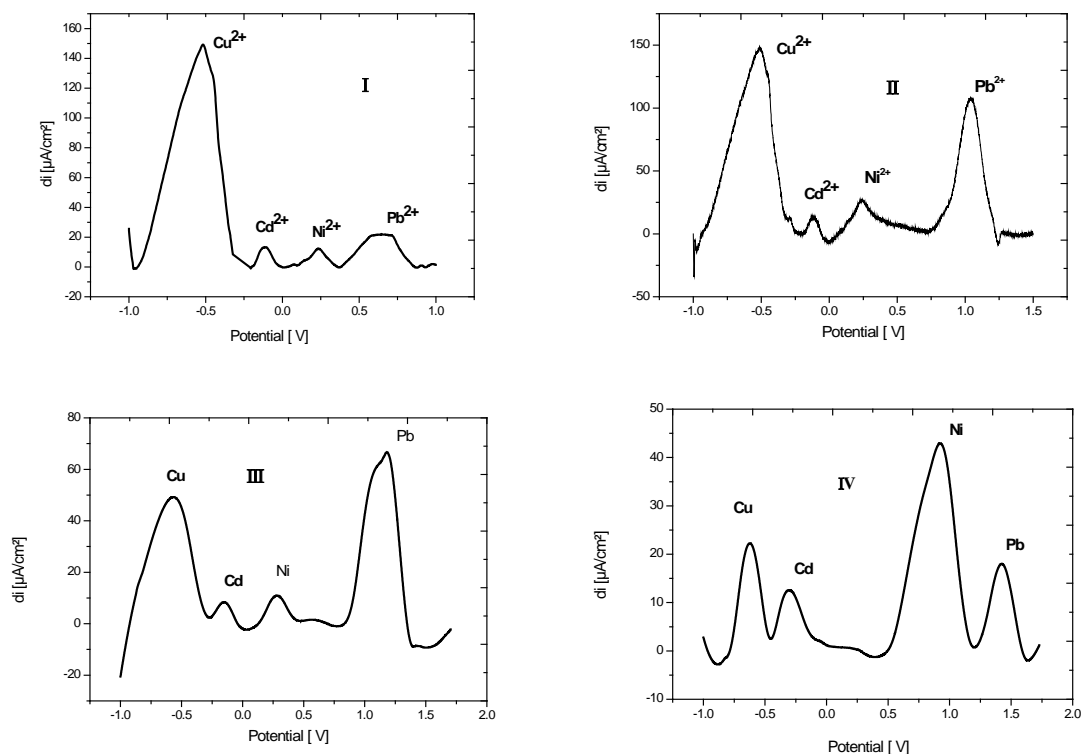 160
140
120
100
80
60
40
20
0
-20
di [µA/cm²]
Cu²⁺
I
Cd²⁺
Ni²⁺
Pb²⁺
-1.0 -0.5 0.0 0.5 1.0
Potential [ V]
150
100
50
0
-50
di [µA/cm²]
Cu²⁺
II
Pb²⁺
Cd²⁺
Ni²⁺
-1.0 -0.5 0.0 0.5 1.0 1.5
Potential [ V]
80
60
40
20
0
-20
di [µA/cm²]
Pb
Cu
III
Cd
Ni
-1.0 -0.5 0.0 0.5 1.0 1.5 2.0
Potential [ V]
50
40
30
20
10
0
-10
di [µA/cm²]
Ni
IV
Cu
Pb
Cd
-1.0 -0.5 0.0 0.5 1.0 1.5 2.0
Potential [ V]